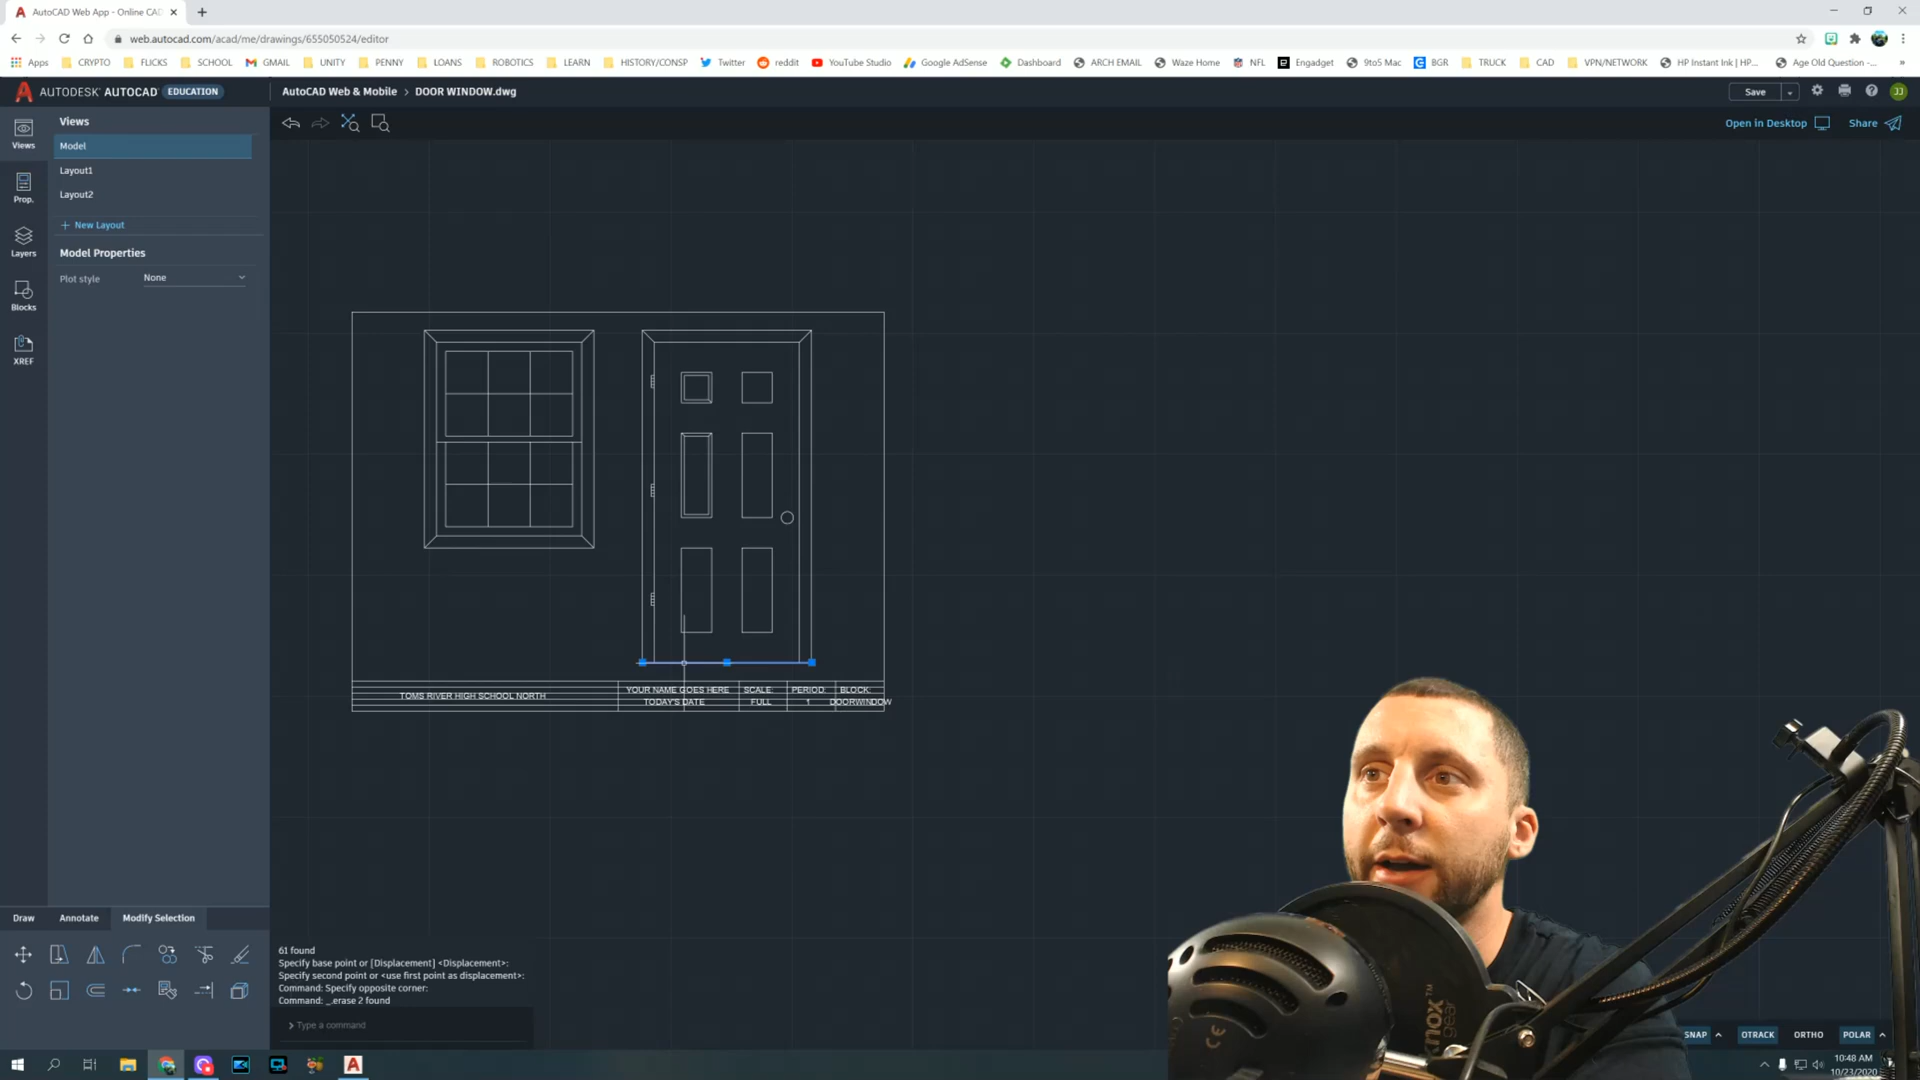 AutoCAD Web App - Online CAD
web.autocad.com/acad/me/drawings/655050524/editor
Apps CRYPTO FLICKS SCHOOL GMAIL UNITY PENNY LOANS ROBOTICS LEARN HISTORY/CONSP Twitter reddit YouTube Studio Google AdSense Dashboard ARCH EMAIL Waze Home NFL Engadget 9to5 Mac BGR TRUCK CAD VPN/NETWORK HP Instant Ink | HP... Age Old Question -... »
AUTODESK® AUTOCAD EDUCATION AutoCAD Web & Mobile > DOOR WINDOW.dwg Save JJ
Views Views
Open in Desktop Share
Model
Layout1
Prop.
Layout2
+ New Layout
Layers
Model Properties
Plot style None
Blocks
XREF
TOMS RIVER HIGH SCHOOL NORTH
YOUR NAME GOES HERE SCALE: PERIOD: BLOCK:
TODAY'S DATE FULL 1 DOORWINDOW
Draw Annotate Modify Selection
61 found
Specify base point or [Displacement] <Displacement>:
Specify second point or <use first point as displacement>:
Command: Specify opposite corner:
Command: _.erase 2 found
Type a command
SNAP OTRACK ORTHO POLAR
knox
gear™
CE
10:48 AM
10/23/2020